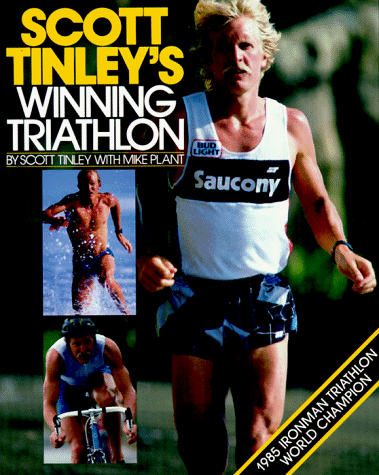 SCOTT
TINLEY'S
WINNING
TRIATHLON
BY SCOTT TINLEY WITH MIKE PLANT
BUD
LIGHT
Saucony
1985 IRONMAN TRIATHLON
WORLD CHAMPION